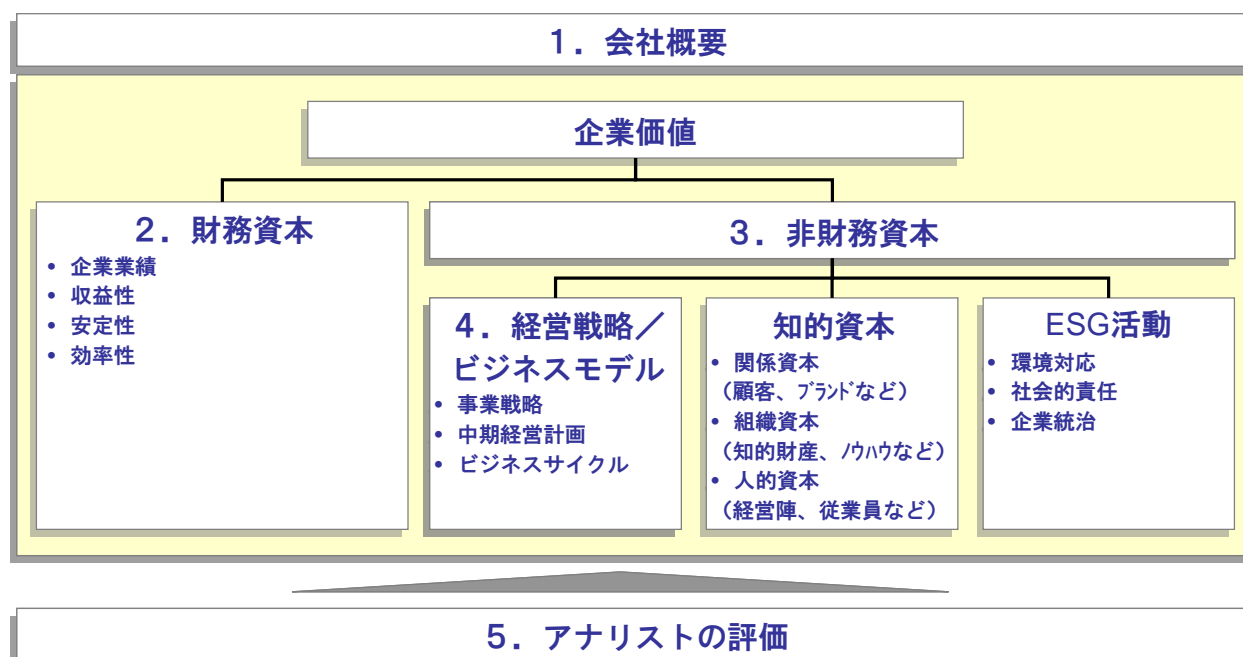 １．会社概要
企業価値
２．財務資本
• 企業業績
• 収益性
• 安定性
• 効率性
３．非財務資本
４．経営戦略／
ビジネスモデル
• 事業戦略
• 中期経営計画
• ビジネスサイクル
知的資本
• 関係資本
（顧客、ﾌﾞﾗﾝﾄﾞなど）
• 組織資本
（知的財産、ﾉｳﾊｳなど）
• 人的資本
（経営陣、従業員など）
ESG活動
• 環境対応
• 社会的責任
• 企業統治
５．アナリストの評価